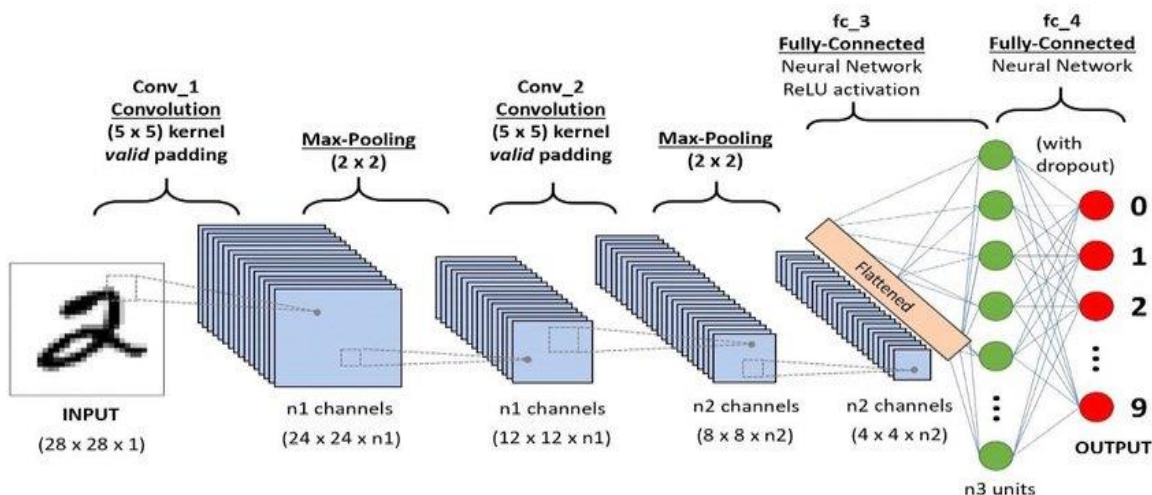 Conv_1
Convolution
(5 x 5) kernel
valid padding
Max-Pooling
(2 x 2)
Conv_2
Convolution
(5 x 5) kernel
valid padding
Max-Pooling
(2 x 2)
fc_3
Fully-Connected
Neural Network
ReLU activation
fc_4
Fully-Connected
Neural Network
(with
dropout)
2
INPUT
(28 x 28 x 1)
n1 channels
(24 x 24 x n1)
n1 channels
(12 x 12 x n1)
n2 channels
(8 x 8 x n2)
n2 channels
(4 x 4 x n2)
Flattened
n3 units
0
1
2
9
OUTPUT